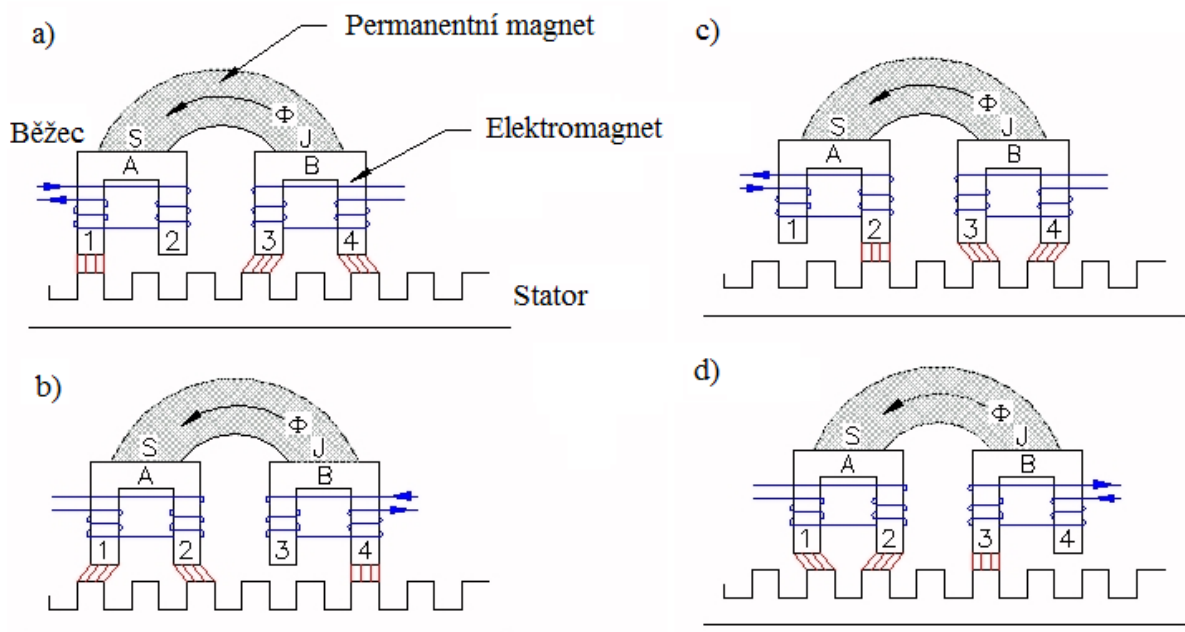 a)
Permanentní magnet
Φ
S
J
Běžec
A
B
Elektromagnet
1 2 3 4
Stator
b)
Φ
S
J
A
B
1 2 3 4
c)
Φ
S
J
A
B
1 2 3 4
d)
Φ
S
J
A
B
1 2 3 4